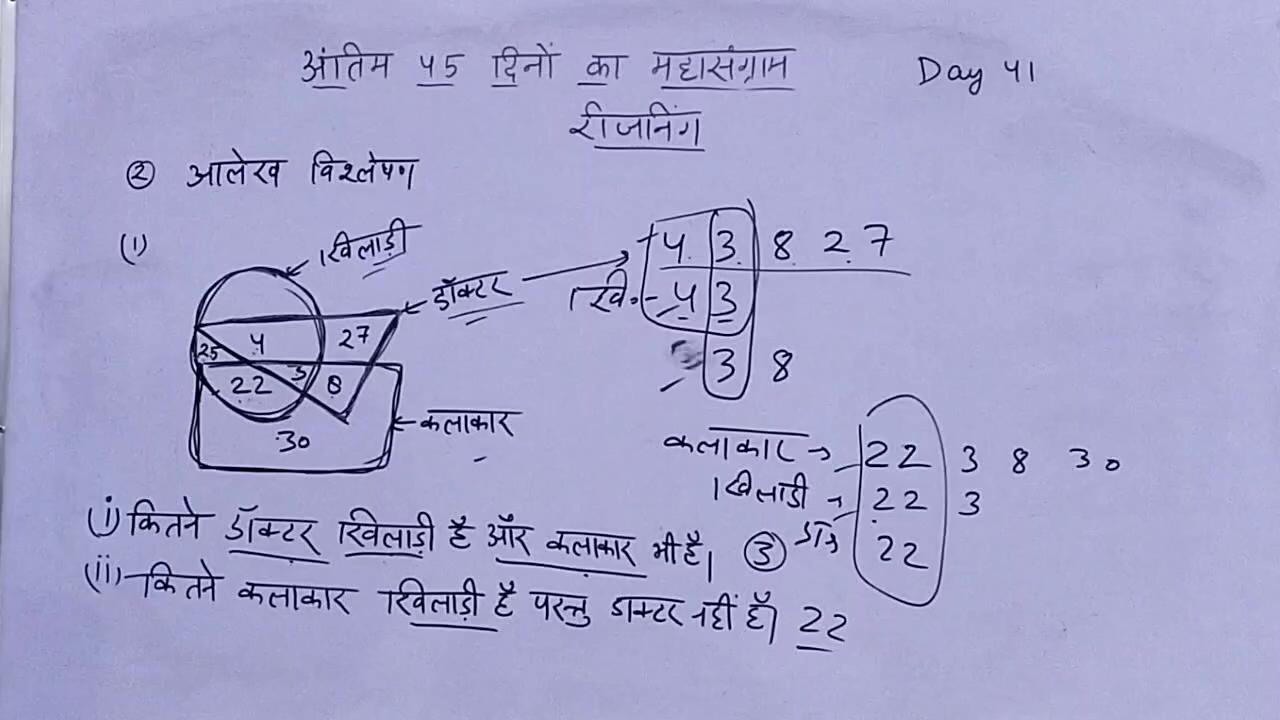 अंतिम 45 दिनों का महासंग्राम Day 41
रीजनिंग
② आलेख विश्लेषण
(1)
खिलाड़ी
डॉक्टर
4 3 8 2 7
खि. - 4 3
3 8
25 4 27
22 3 8
30
कलाकार
कलाकार → 22 3 8 30
खिलाडी → 22 3
डा→ 22
(i) कितने डॉक्टर खिलाड़ी है और कलाकार भी है। ③
(ii) कितने कलाकार खिलाड़ी है परन्तु डाक्टर नहीं है। 22